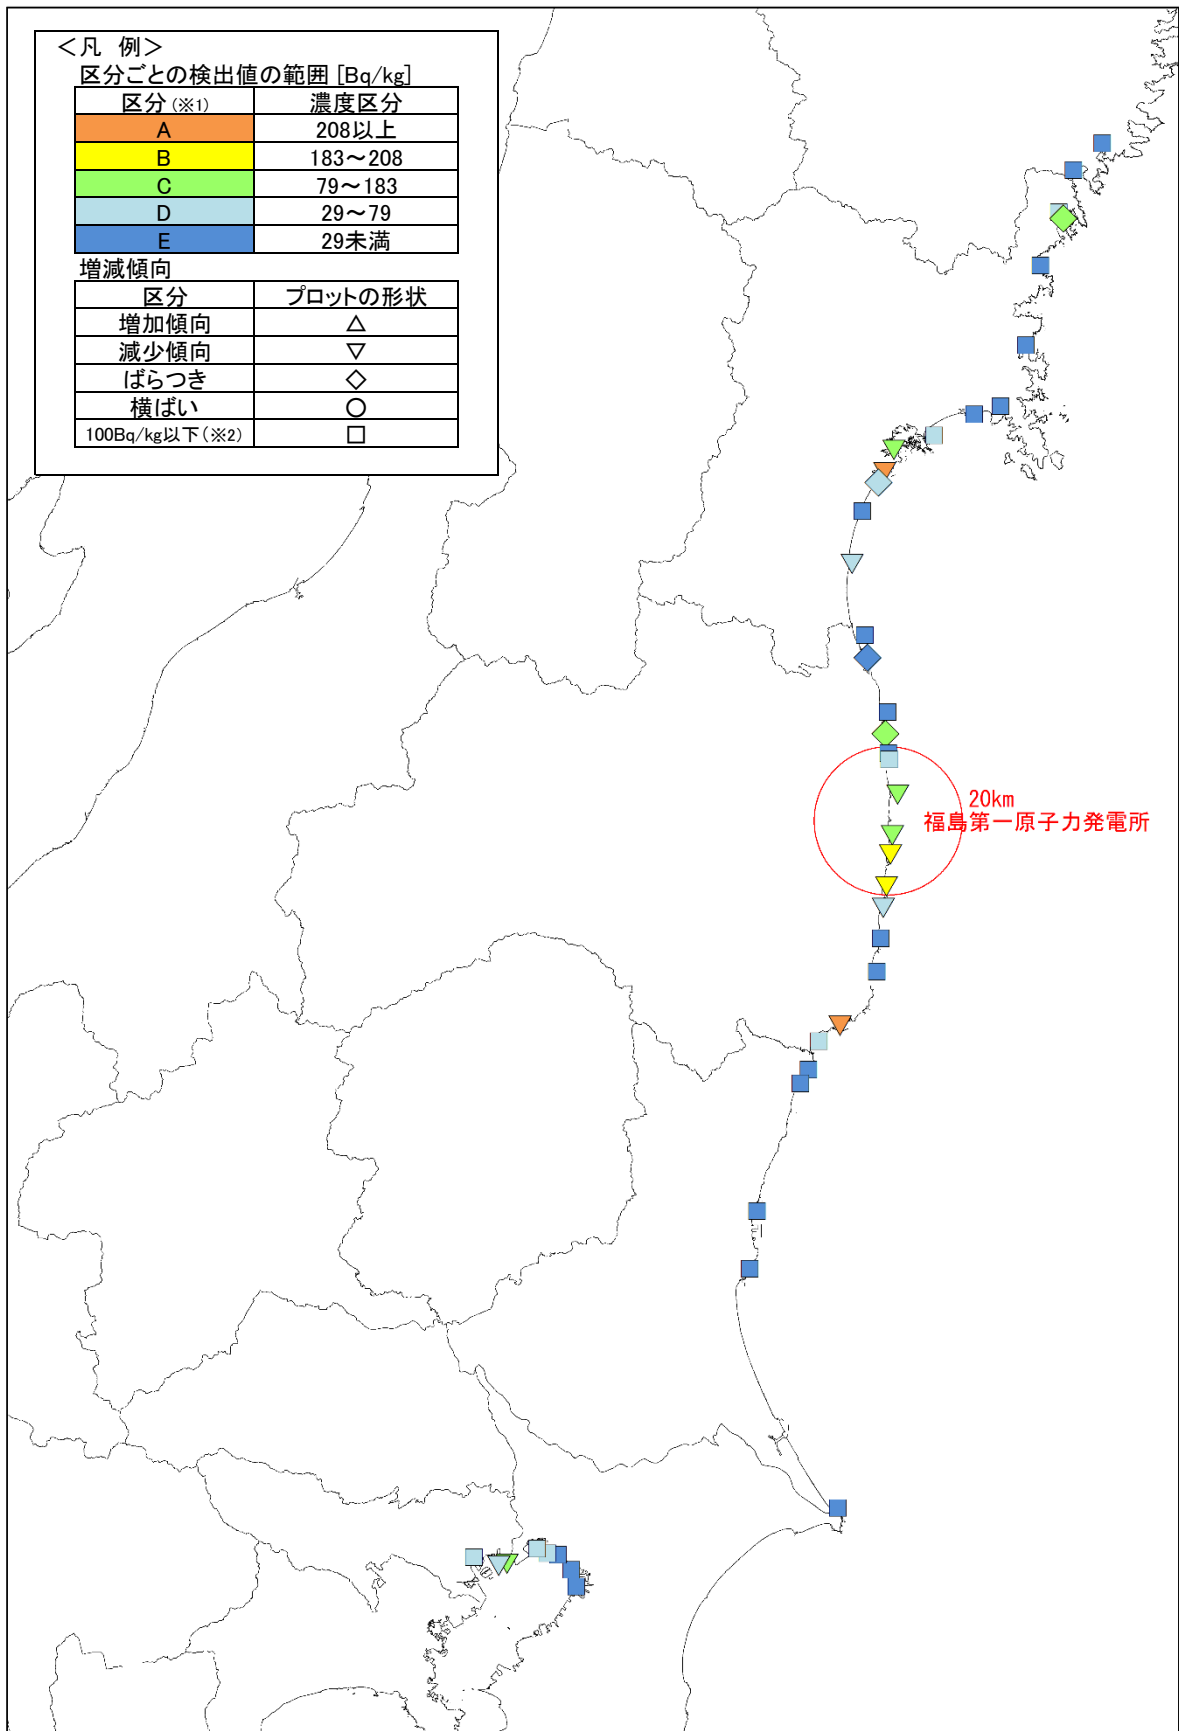 ＜凡 例＞
区分ごとの検出値の範囲 [Bq/kg]
区分(※1) 濃度区分
A 208以上
B 183～208
C 79～183
D 29～79
E 29未満
増減傾向
区分 プロットの形状
増加傾向 △
減少傾向 ▽
ばらつき ◇
横ばい ○
100Bq/kg以下(※2) □
20km
福島第一原子力発電所